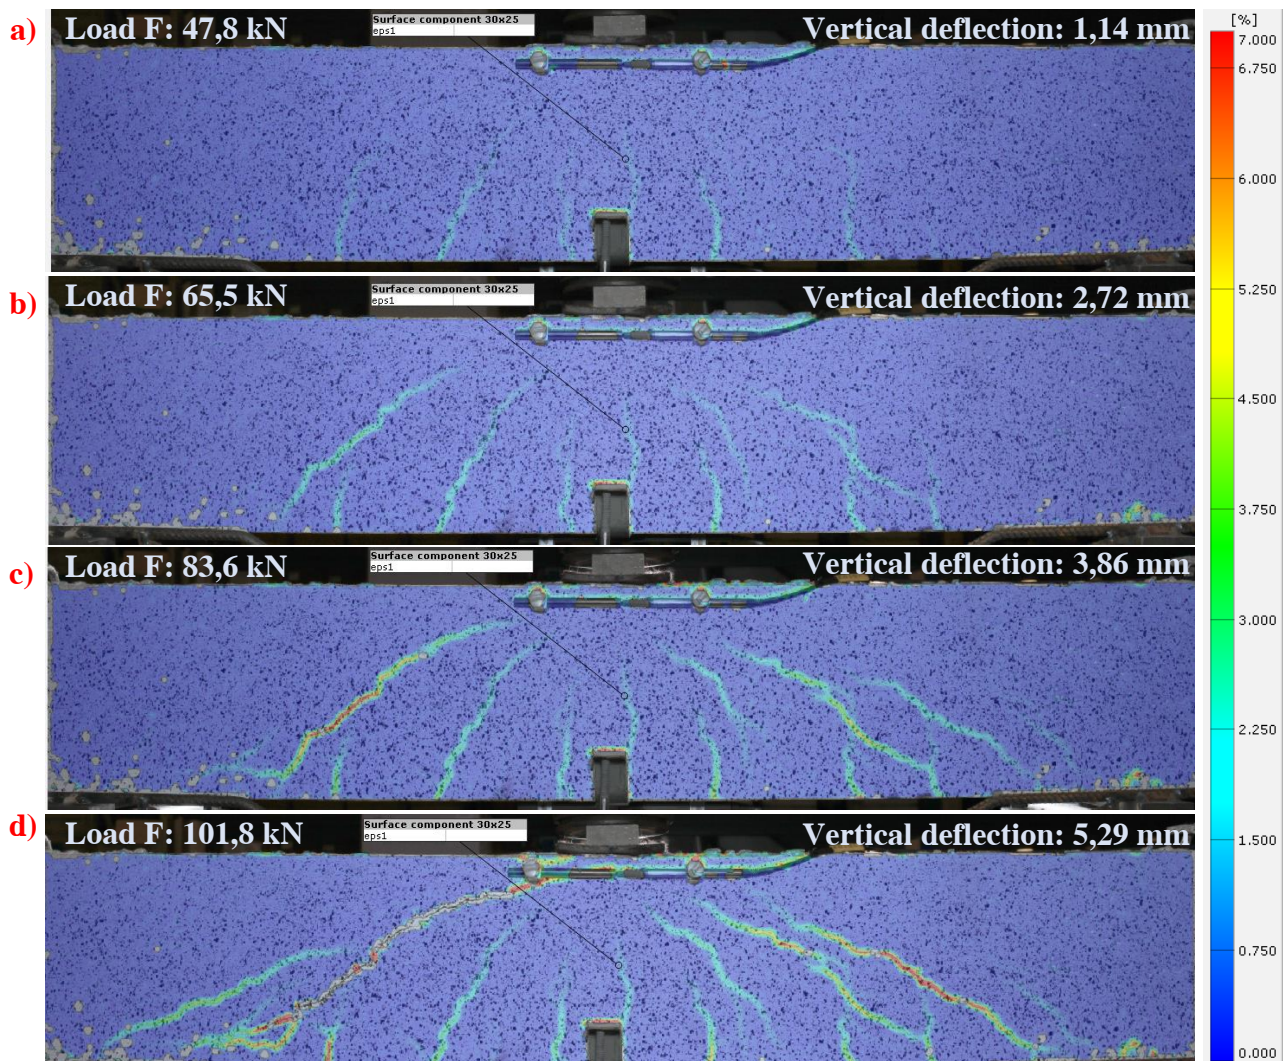 a) Load F: 47,8 kN
Surface component 30x25
eps1
Vertical deflection: 1,14 mm
b) Load F: 65,5 kN
Surface component 30x25
eps1
Vertical deflection: 2,72 mm
c) Load F: 83,6 kN
Surface component 30x25
eps1
Vertical deflection: 3,86 mm
d) Load F: 101,8 kN
Surface component 30x25
eps1
Vertical deflection: 5,29 mm
[%]
7.000
6.750
6.000
5.250
4.500
3.750
3.000
2.250
1.500
0.750
0.000